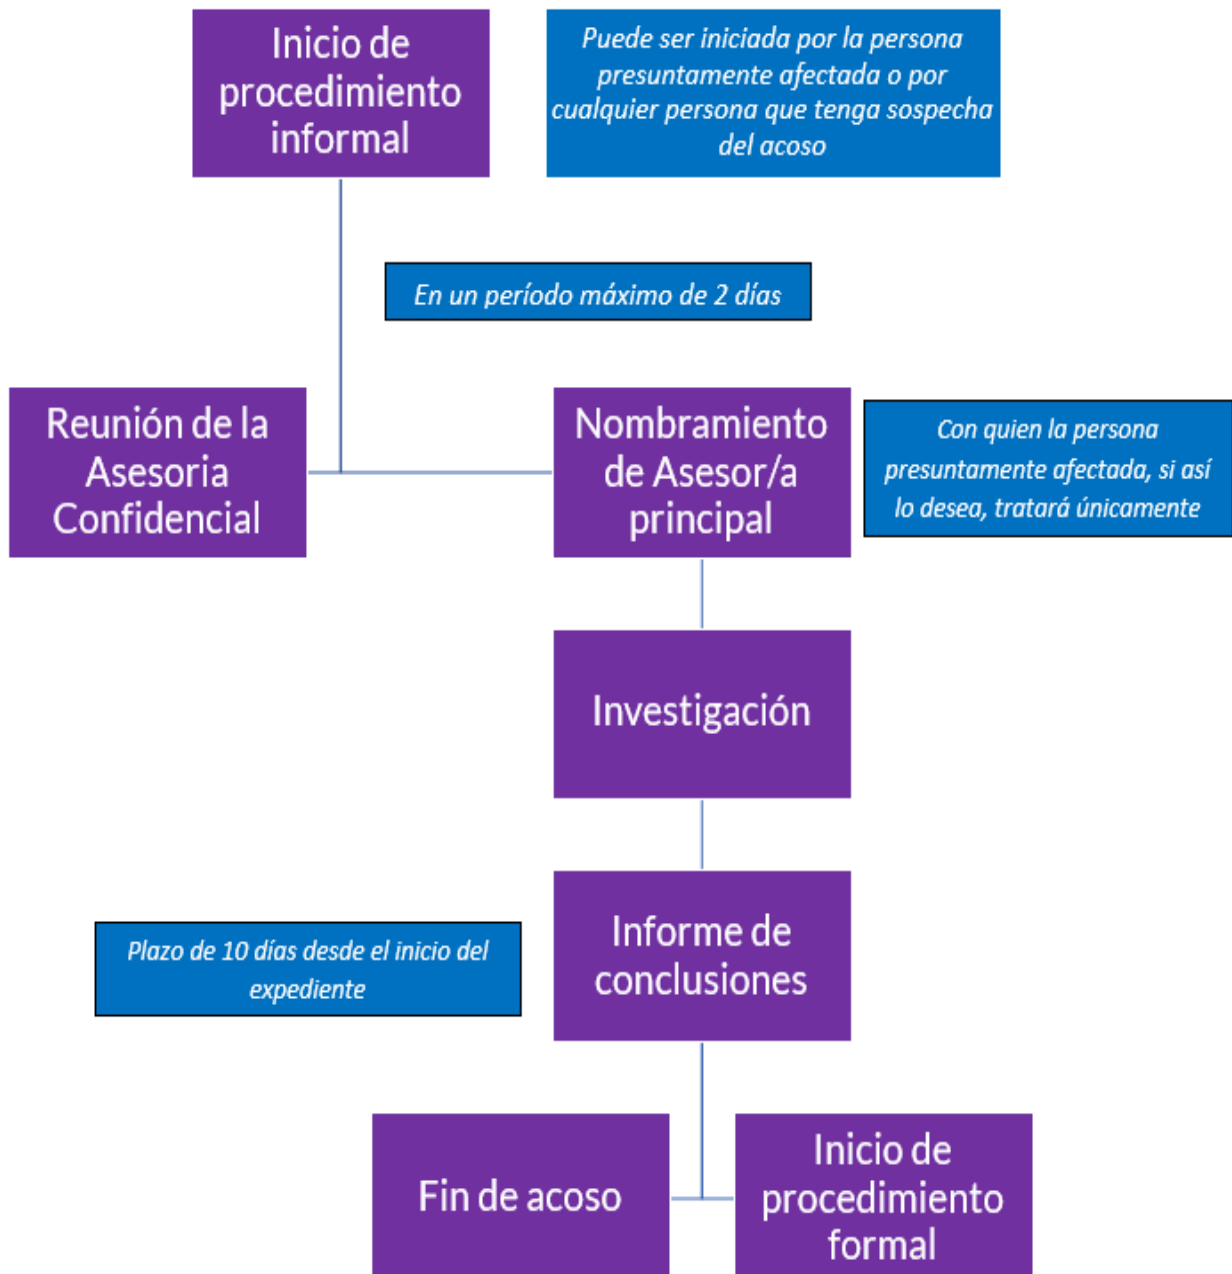 Inicio de
procedimiento
informal
Puede ser iniciada por la persona
presuntamente afectada o por
cualquier persona que tenga sospecha
del acoso
En un período máximo de 2 días
Reunión de la
Asesoria
Confidencial
Nombramiento
de Asesor/a
principal
Con quien la persona
presuntamente afectada, si así
lo desea, tratará únicamente
Investigación
Informe de
conclusiones
Plazo de 10 días desde el inicio del
expediente
Fin de acoso
Inicio de
procedimiento
formal